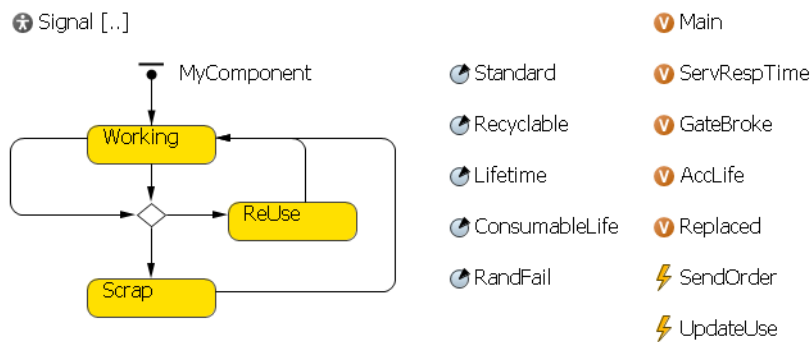 Signal [..]
MyComponent
Working
ReUse
Scrap
Standard
Recyclable
Lifetime
ConsumableLife
RandFail
Main
ServRespTime
GateBroke
AccLife
Replaced
SendOrder
UpdateUse